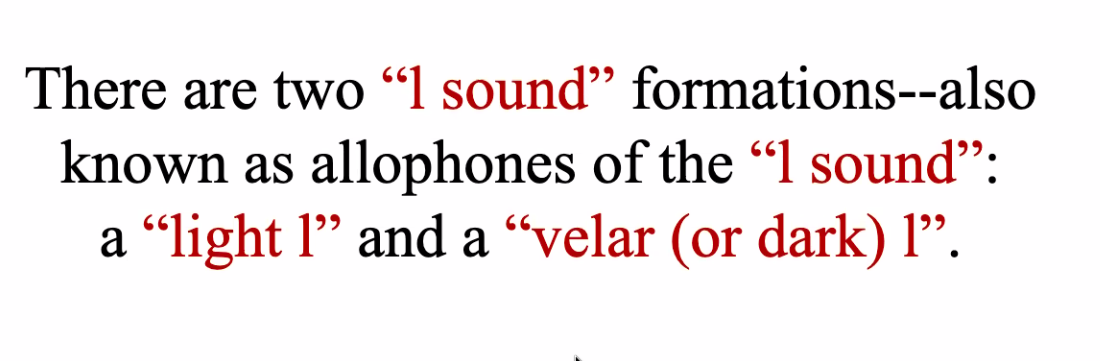 There are two “l sound” formations--also
known as allophones of the “l sound”:
a “light l” and a “velar (or dark) l”.